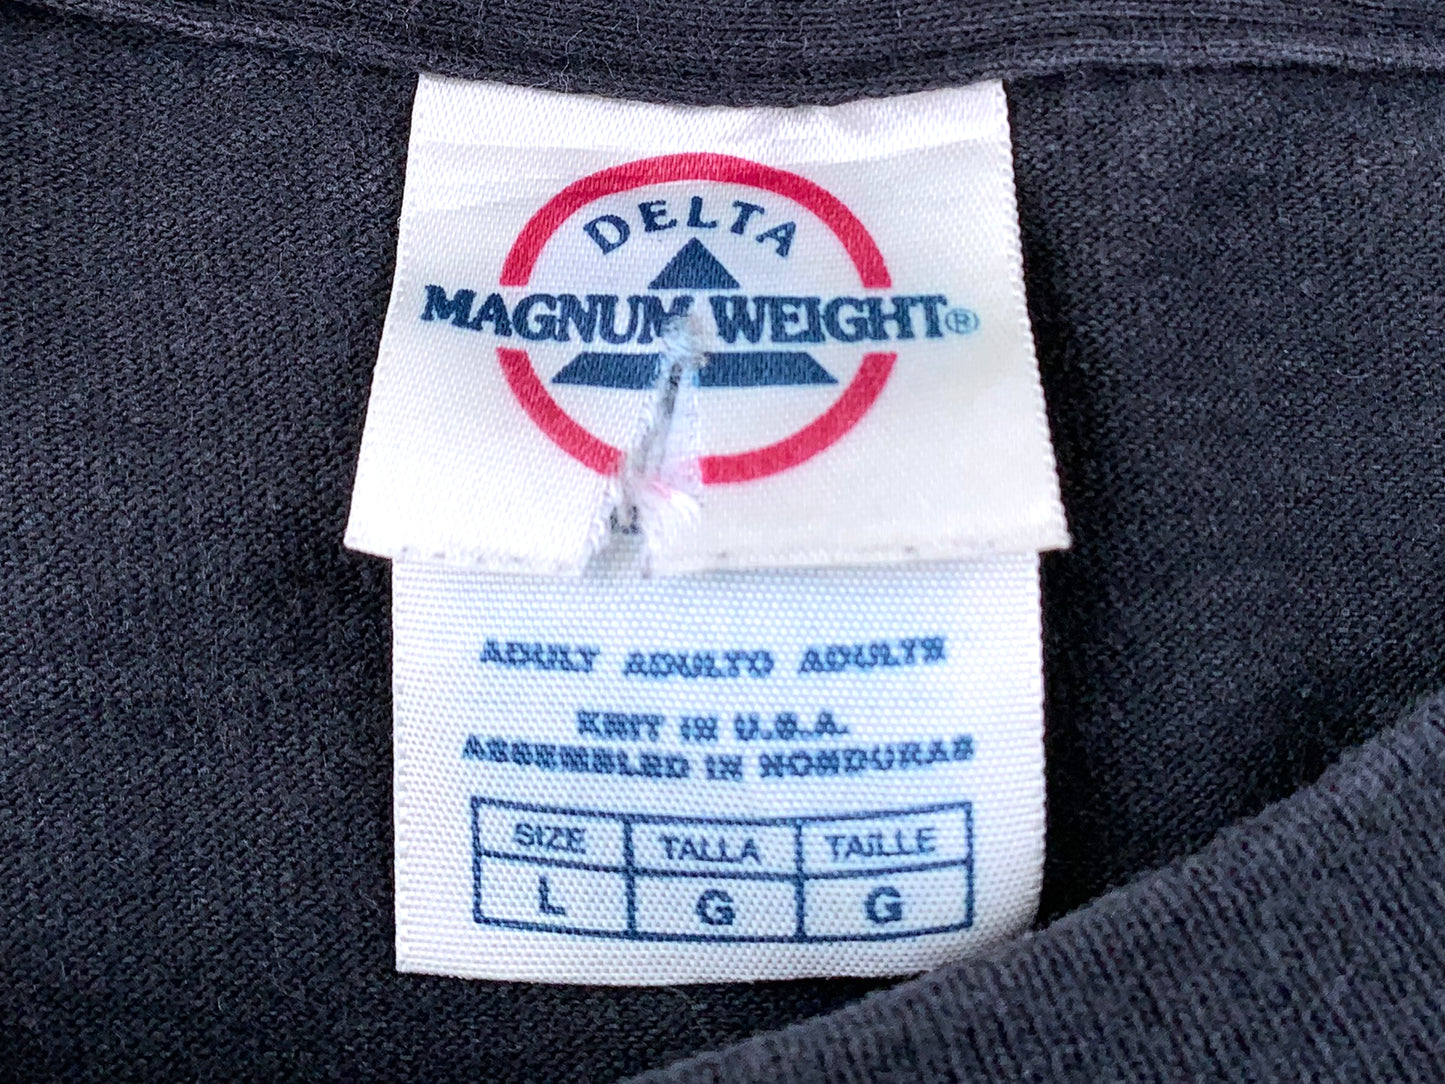 DELTA
MAGNUM WEIGHT®
ADULT ADULTO ADULTE
KNIT IN U.S.A.
ASSEMBLED IN HONDURAS
SIZE TALLA TAILLE
L G G